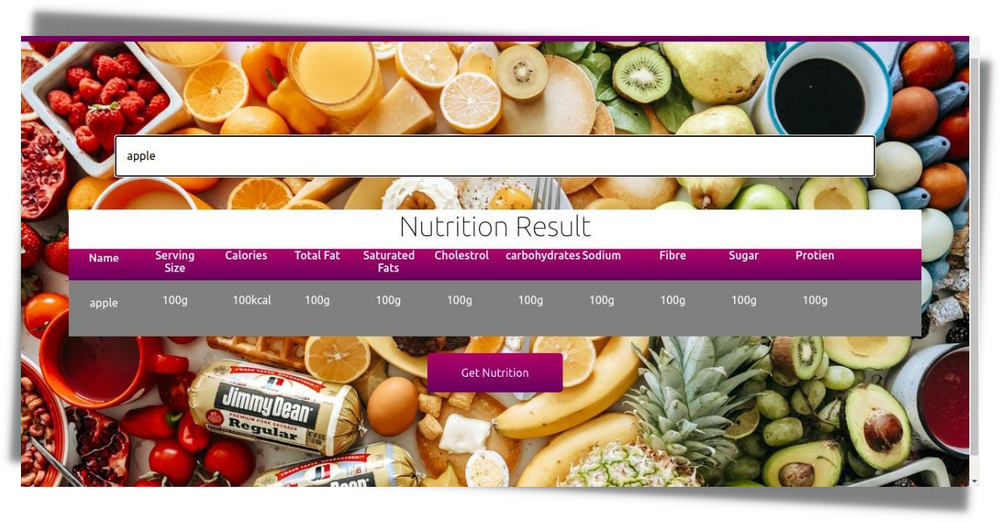 apple
Nutrition Result
Name Serving Size Calories Total Fat Saturated Fats Cholestrol carbohydrates Sodium Fibre Sugar Protien
apple 100g 100kcal 100g 100g 100g 100g 100g 100g 100g 100g
Get Nutrition
Jimmy Dean
PREMIUM PORK SAUSAGE
Regular